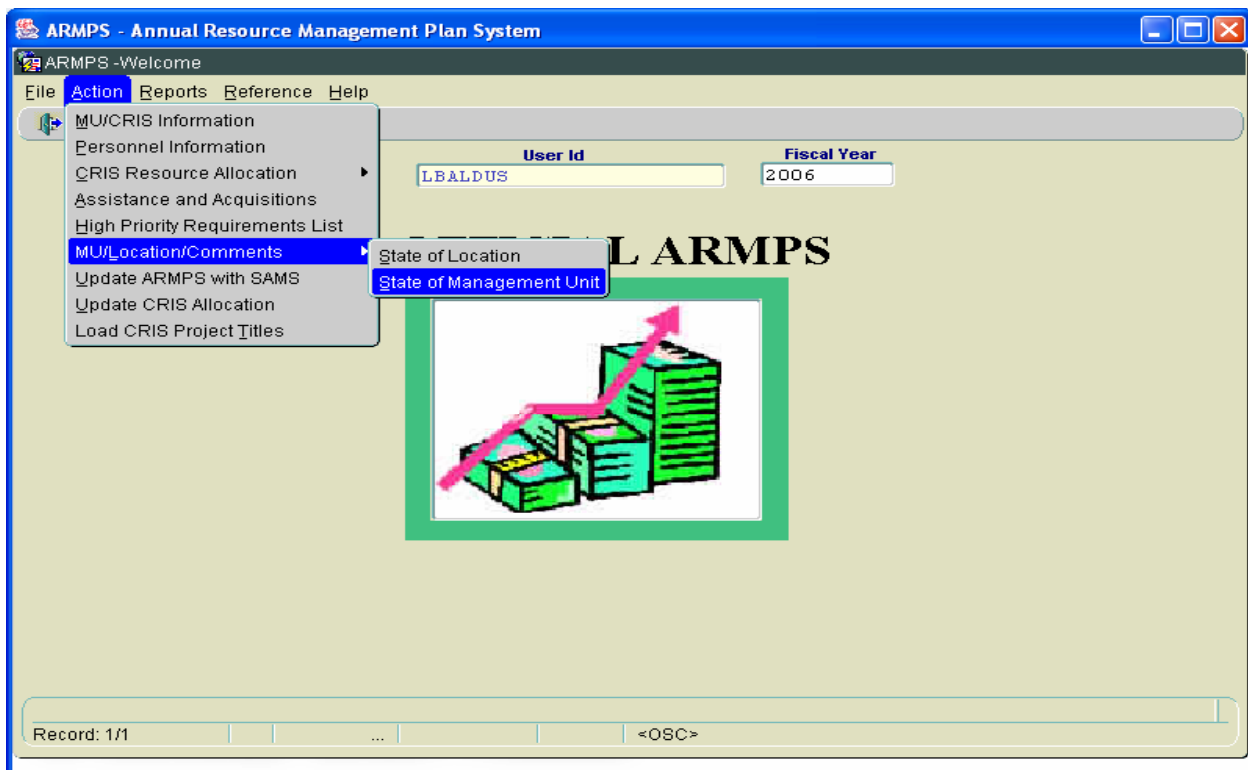 ARMPS - Annual Resource Management Plan System
ARMPS -Welcome
File Action Reports Reference Help
MU/CRIS Information
Personnel Information
CRIS Resource Allocation
Assistance and Acquisitions
High Priority Requirements List
MU/Location/Comments
Update ARMPS with SAMS
Update CRIS Allocation
Load CRIS Project Titles
State of Location
State of Management Unit
User Id
LBALDUS
Fiscal Year
2006
L ARMPS
Record: 1/1 ... <OSC>